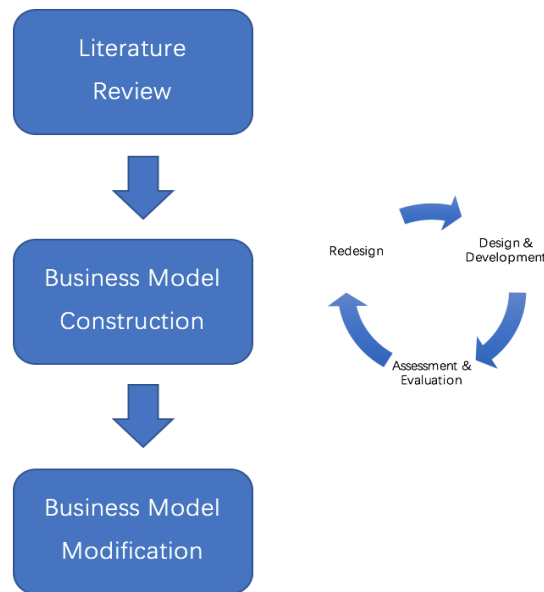 Literature
Review
Business Model
Construction
Business Model
Modification
Redesign
Design &
Development
Assessment &
Evaluation